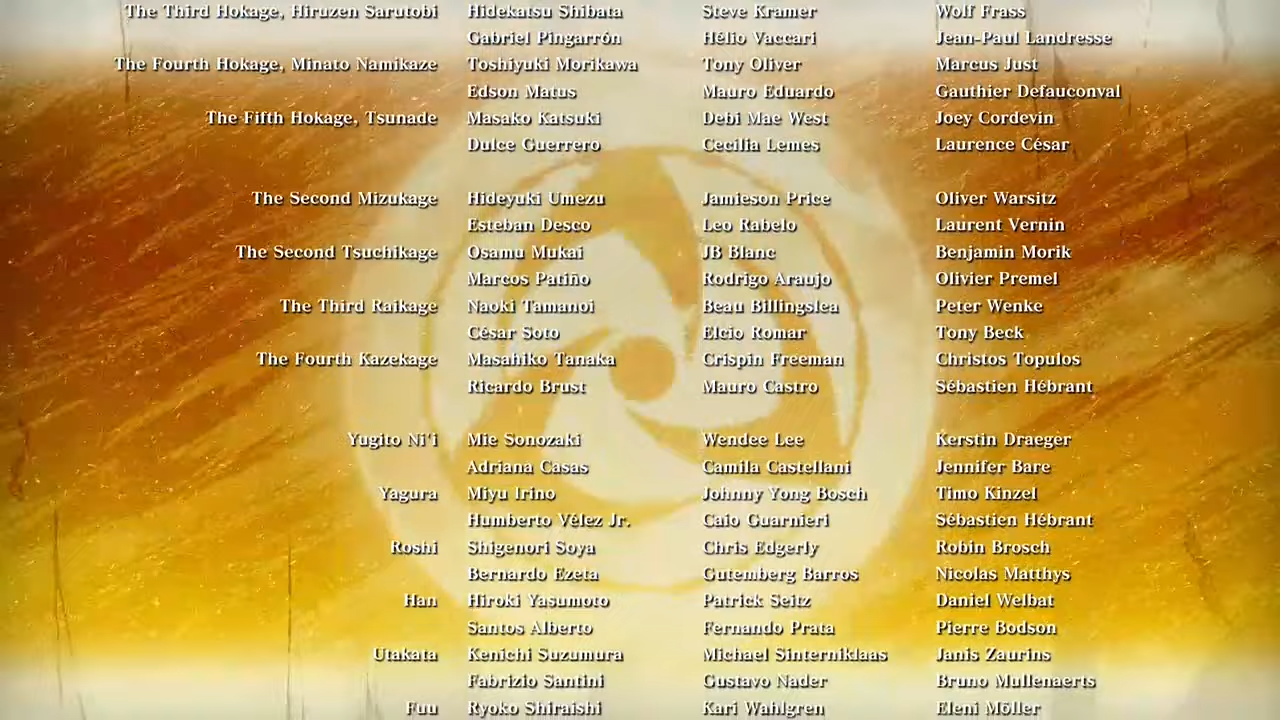 The Third Hokage, Hiruzen Sarutobi Hidekatsu Shibata Steve Kramer Wolf Frass
Gabriel Pingarrón Hélio Vaccari Jean-Paul Landresse
The Fourth Hokage, Minato Namikaze Toshiyuki Morikawa Tony Oliver Marcus Just
Edson Matus Mauro Eduardo Gauthier Defauconval
The Fifth Hokage, Tsunade Masako Katsuki Debi Mae West Joey Cordevin
Dulce Guerrero Cecília Lemes Laurence César
The Second Mizukage Hideyuki Umezu Jamieson Price Oliver Warsitz
Esteban Desco Leo Rabelo Laurent Vernin
The Second Tsuchikage Osamu Mukai JB Blanc Benjamin Morik
Marcos Patiño Rodrigo Araujo Olivier Premel
The Third Raikage Naoki Tamanoi Beau Billingslea Peter Wenke
César Soto Elcio Romar Tony Beck
The Fourth Kazekage Masahiko Tanaka Crispin Freeman Christos Topulos
Ricardo Brust Mauro Castro Sébastien Hébrant
Yugito Ni'i Mie Sonozaki Wendee Lee Kerstin Draeger
Adriana Casas Camila Castellani Jennifer Bare
Yagura Miyu Irino Johnny Yong Bosch Timo Kinzel
Humberto Vélez Jr. Caio Guarnieri Sébastien Hébrant
Roshi Shigenori Soya Chris Edgerly Robin Brosch
Bernardo Ezeta Gutemberg Barros Nicolas Matthys
Han Hiroki Yasumoto Patrick Seitz Daniel Welbat
Santos Alberto Fernando Prata Pierre Bodson
Utakata Kenichi Suzumura Michael Sinterniklaas Janis Zaurins
Fabrizio Santini Gustavo Nader Bruno Mullenaerts
Fuu Ryoko Shiraishi Kari Wahlgren Eleni Möller